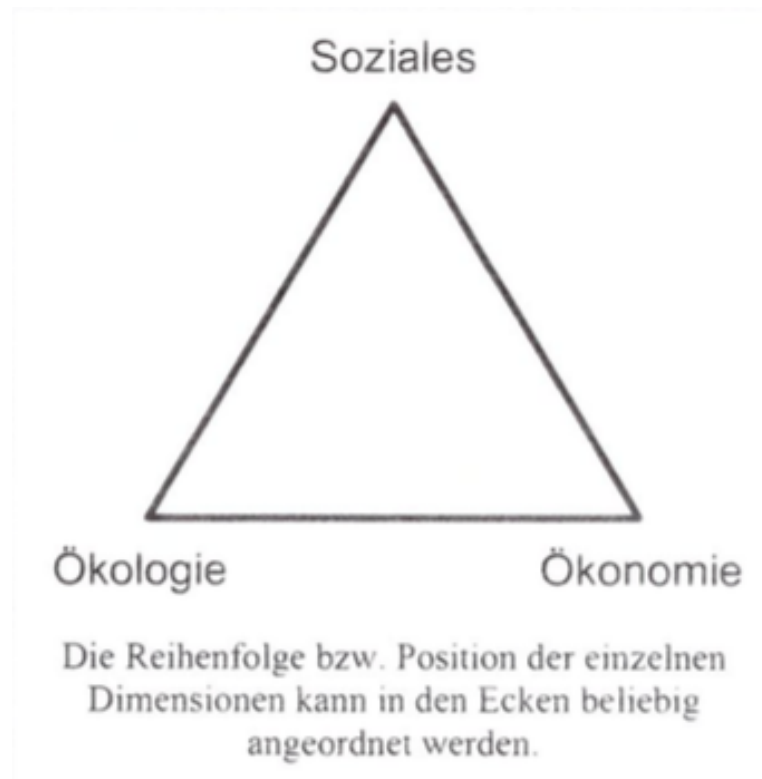 Soziales
Ökologie
Ökonomie
Die Reihenfolge bzw. Position der einzelnen
Dimensionen kann in den Ecken beliebig
angeordnet werden.